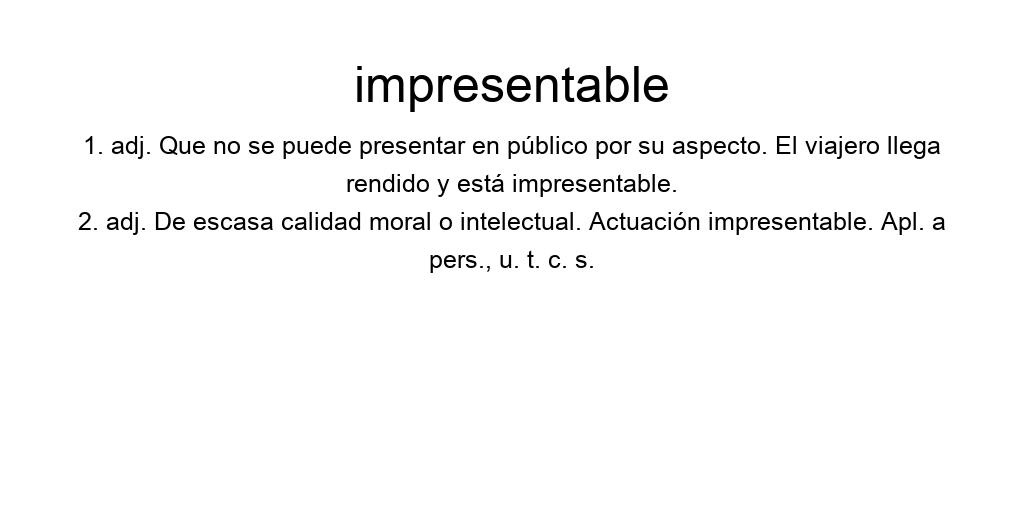 impresentable
1. adj. Que no se puede presentar en público por su aspecto. El viajero llega
rendido y está impresentable.
2. adj. De escasa calidad moral o intelectual. Actuación impresentable. Apl. a
pers., u. t. c. s.